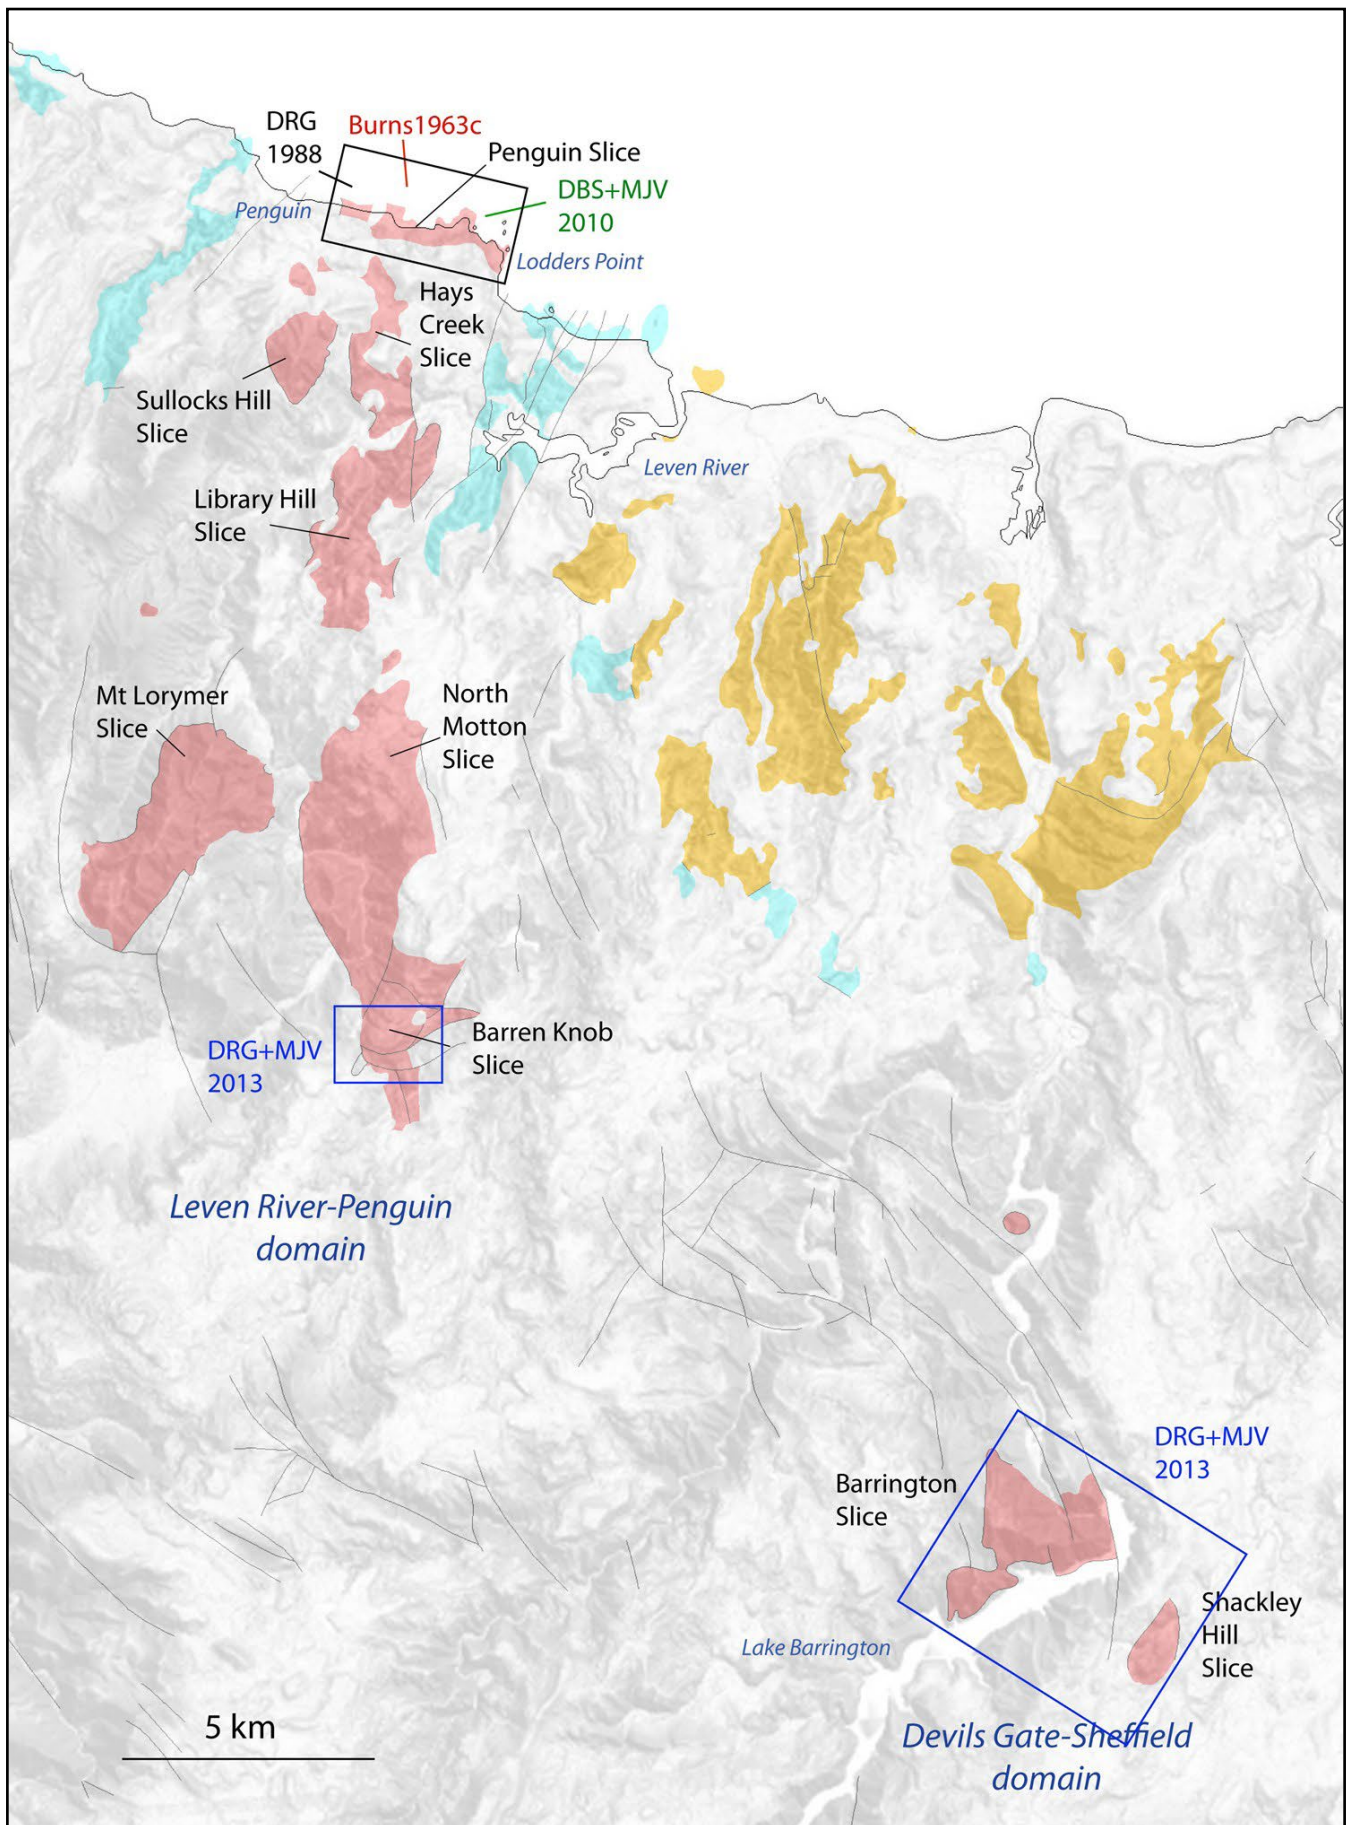 DRG
1988
Burns1963c
Penguin Slice
DBS+MJV
2010
Penguin
Lodders Point
Hays
Creek
Slice
Sullocks Hill
Slice
Leven River
Library Hill
Slice
Mt Lorymer
Slice
North
Motton
Slice
DRG+MJV
2013
Barren Knob
Slice
Leven River-Penguin
domain
DRG+MJV
2013
Barrington
Slice
Shackley
Hill
Slice
Lake Barrington
5 km
Devils Gate-Sheffield
domain